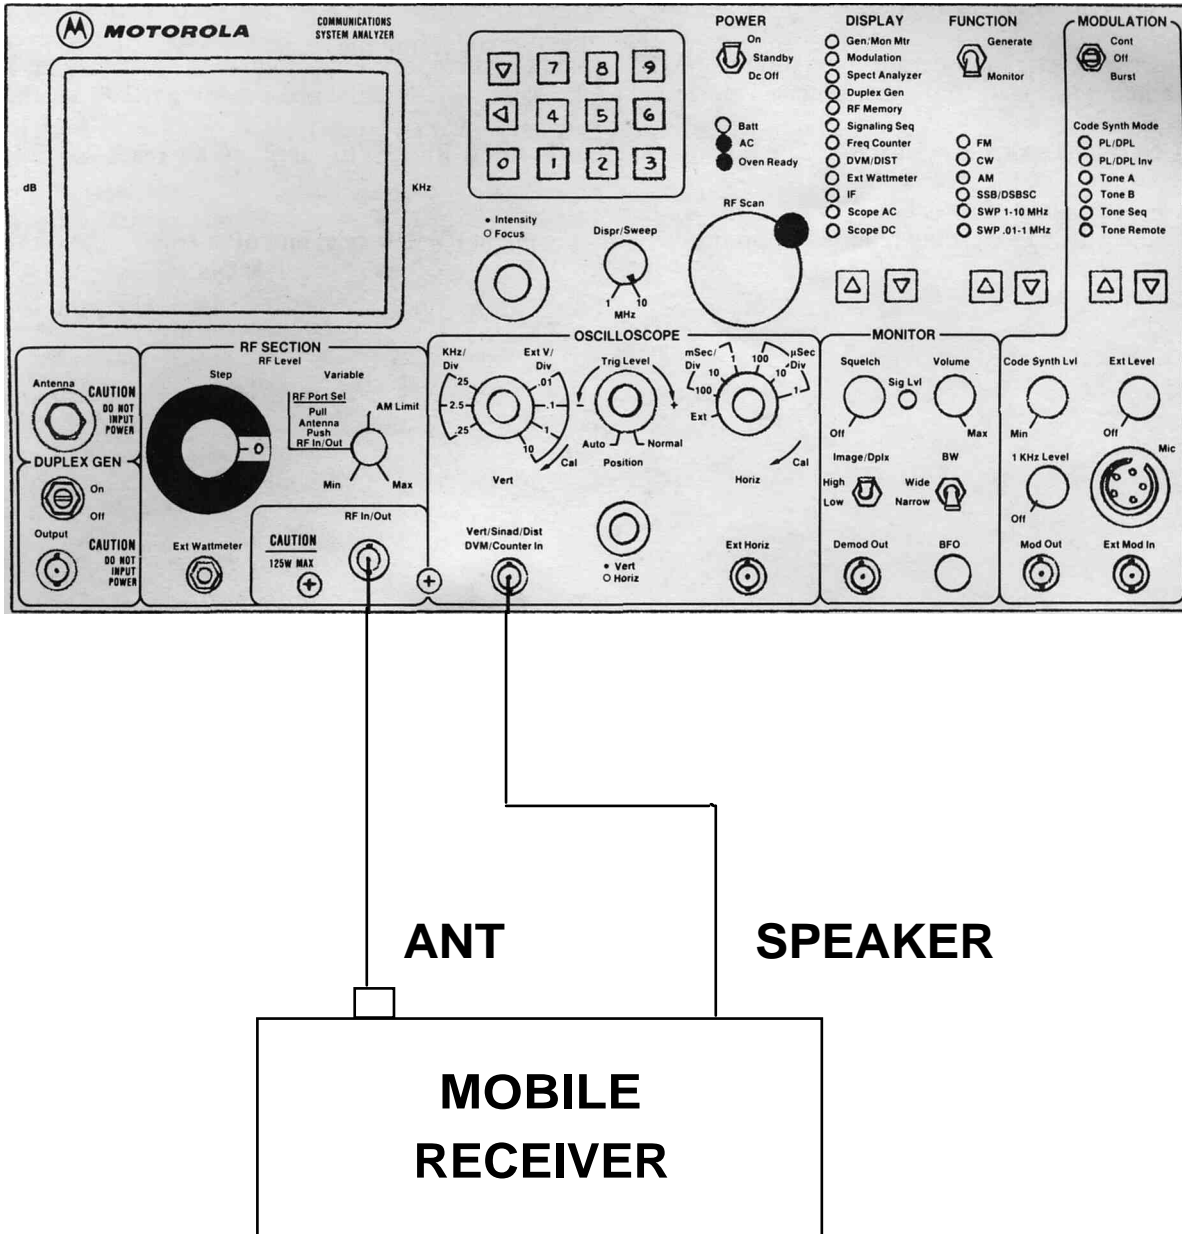 MOTOROLA
COMMUNICATIONS
SYSTEM ANALYZER
dB
KHz
7 8 9
4 5 6
0 1 2 3
Intensity
Focus
Dispr/Sweep
1 10
MHz
POWER
On
Standby
Dc Off
Batt
AC
Oven Ready
RF Scan
DISPLAY
Gen/Mon Mtr
Modulation
Spect Analyzer
Duplex Gen
RF Memory
Signaling Seq
Freq Counter
DVM/DIST
Ext Wattmeter
IF
Scope AC
Scope DC
FUNCTION
Generate
Monitor
FM
CW
AM
SSB/DSBSC
SWP 1-10 MHz
SWP .01-1 MHz
MODULATION
Cont
Off
Burst
Code Synth Mode
PL/DPL
PL/DPL Inv
Tone A
Tone B
Tone Seq
Tone Remote
Antenna
CAUTION
DO NOT
INPUT
POWER
DUPLEX GEN
On
Off
Output
CAUTION
DO NOT
INPUT
POWER
RF SECTION
RF Level
Step
Variable
0
RF Port Sel
Pull
Antenna
Push
RF In/Out
AM Limit
Min
Max
Ext Wattmeter
CAUTION
125W MAX
RF In/Out
OSCILLOSCOPE
KHz/
Div
25
2.5
.25
Ext V/
Div
.01
.1
1
10
Cal
Vert
Trig Level
- +
Auto
Normal
Position
Vert
Horiz
mSec/
Div
1
10
100
Ext
µSec
Div
100
10
1
Cal
Horiz
Vert/Sinad/Dist
DVM/Counter In
Ext Horiz
MONITOR
Squelch
Off
Sig Lvl
Volume
Max
Image/Dplx
High
Low
BW
Wide
Narrow
Demod Out
BFO
Code Synth Lvl
Min
Ext Level
Off
1 KHz Level
Off
Mic
Mod Out
Ext Mod In
ANT
SPEAKER
MOBILE
RECEIVER